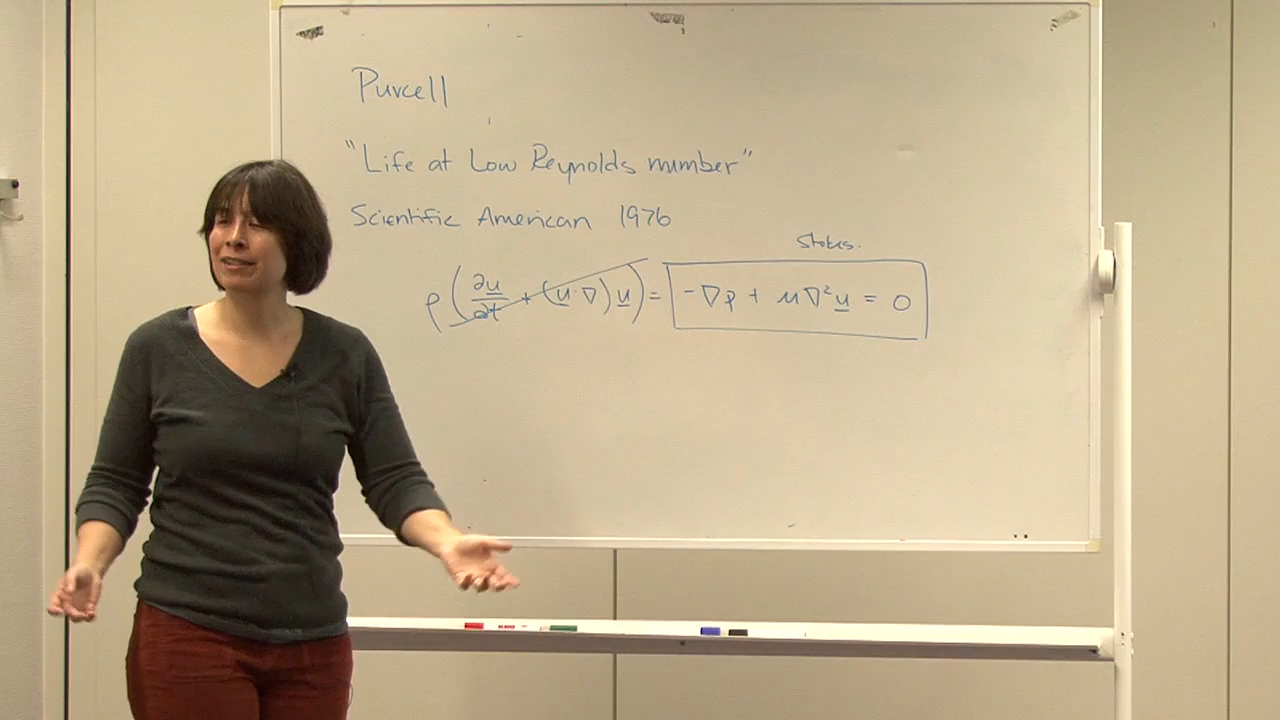 Purcell
"Life at Low Reynolds number"
Scientific American 1976
Stokes.
ρ(∂u/∂t + (u·∇)u) = -∇p + μ∇²u = 0